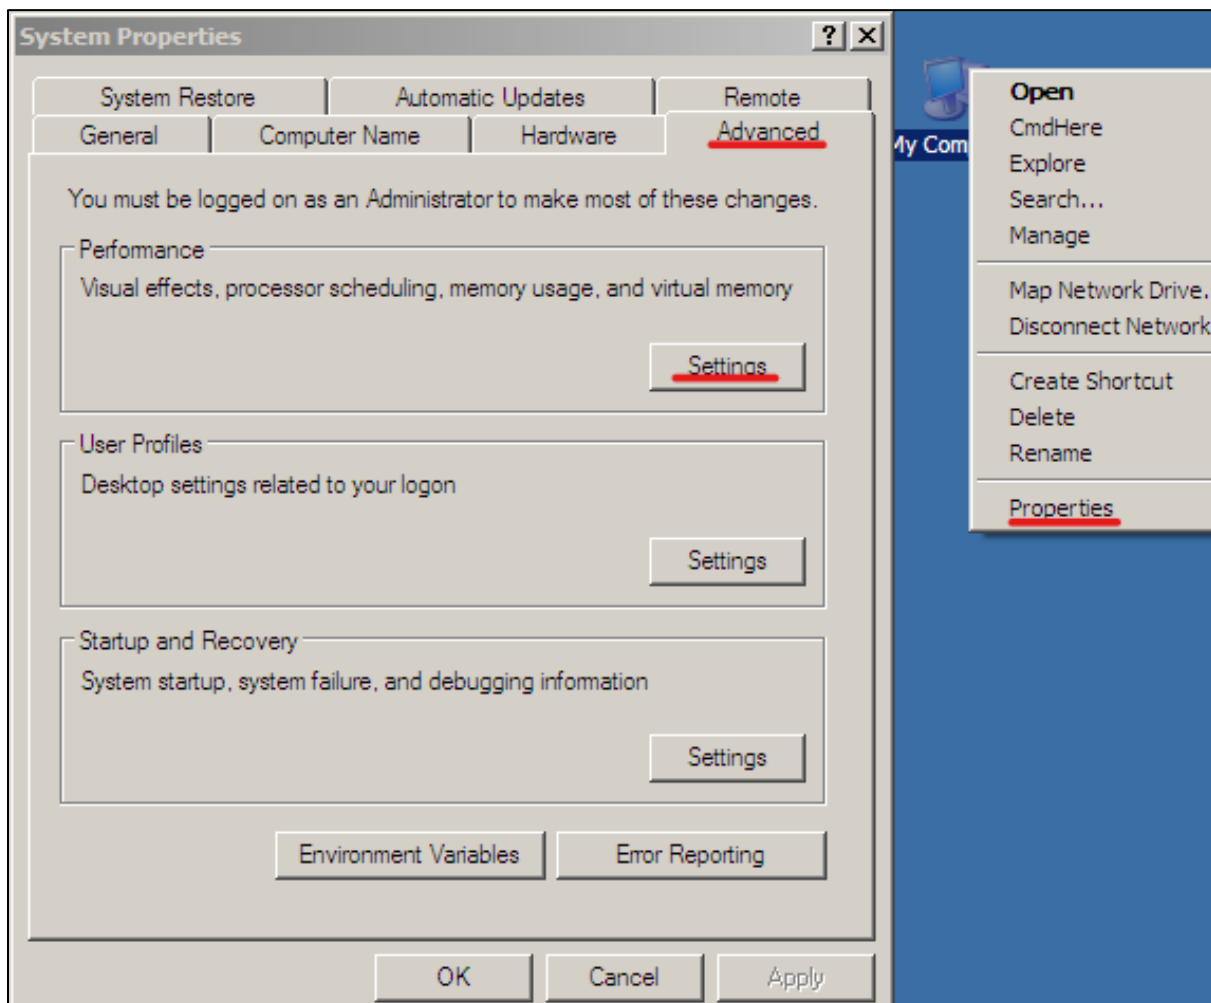 System Properties
System Restore Automatic Updates Remote
General Computer Name Hardware Advanced
You must be logged on as an Administrator to make most of these changes.
Performance
Visual effects, processor scheduling, memory usage, and virtual memory
Settings
User Profiles
Desktop settings related to your logon
Settings
Startup and Recovery
System startup, system failure, and debugging information
Settings
Environment Variables Error Reporting
OK Cancel Apply
My Com
Open
CmdHere
Explore
Search...
Manage
Map Network Drive.
Disconnect Network
Create Shortcut
Delete
Rename
Properties